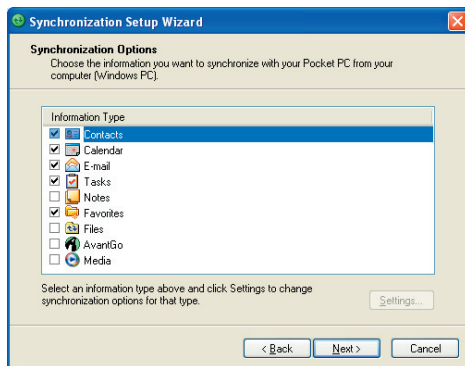 Synchronization Setup Wizard
Synchronization Options
Choose the information you want to synchronize with your Pocket PC from your
computer (Windows PC).
Information Type
Contacts
Calendar
E-mail
Tasks
Notes
Favorites
Files
AvantGo
Media
Select an information type above and click Settings to change
synchronization options for that type.
Settings...
< Back
Next >
Cancel